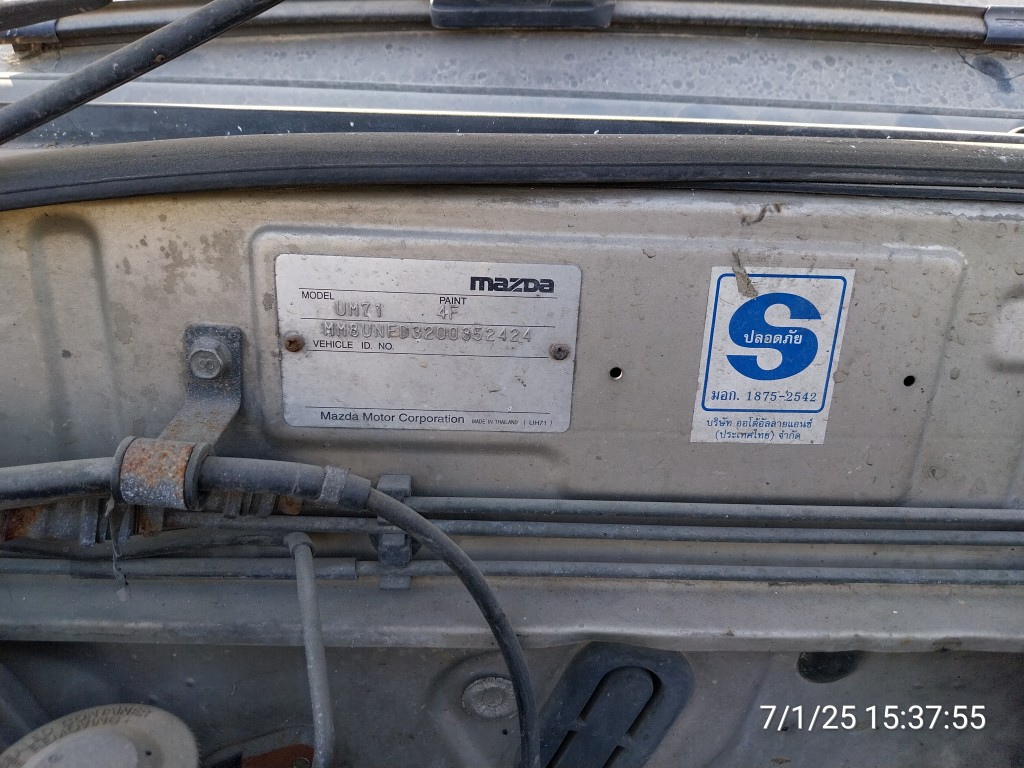 mazda
MODEL PAINT
UM71 4F
MM8UNED3200352424
VEHICLE ID. NO.
Mazda Motor Corporation MADE IN THAILAND ( UH71 )
S
ปลอดภัย
มอก. 1875-2542
บริษัท ออโต้อัลลายแอนซ์
(ประเทศไทย) จำกัด
7/1/25 15:37:55